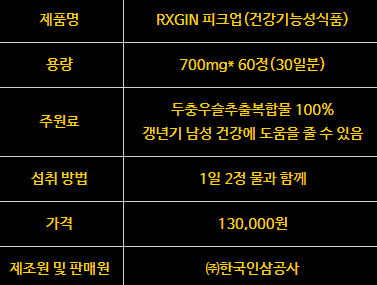 제품명 RXGIN 피크업(건강기능성식품)
용량 700mg* 60정(30일분)
주원료 두충우슬추출복합물 100%
갱년기 남성 건강에 도움을 줄 수 있음
섭취 방법 1일 2정 물과 함께
가격 130,000원
제조원 및 판매원 ㈜한국인삼공사